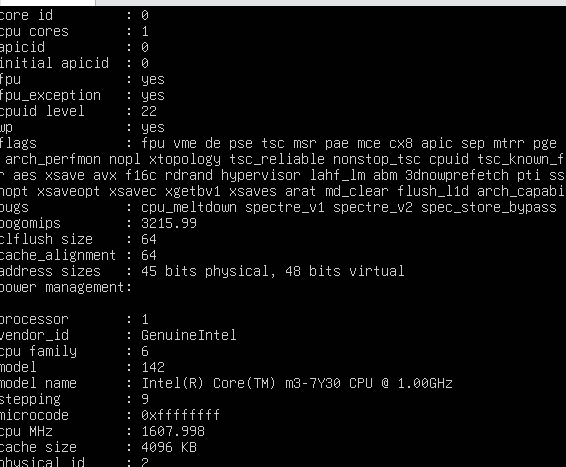 core id : 0
cpu cores : 1
apicid : 0
initial apicid : 0
fpu : yes
fpu_exception : yes
cpuid level : 22
wp : yes
flags : fpu vme de pse tsc msr pae mce cx8 apic sep mtrr pge
arch_perfmon nopl xtopology tsc_reliable nonstop_tsc cpuid tsc_known_f
r aes xsave avx f16c rdrand hypervisor lahf_lm abm 3dnowprefetch pti ss
nopt xsaveopt xsavec xgetbv1 xsaves arat md_clear flush_l1d arch_capabi
bugs : cpu_meltdown spectre_v1 spectre_v2 spec_store_bypass
bogomips : 3215.99
clflush size : 64
cache_alignment : 64
address sizes : 45 bits physical, 48 bits virtual
power management:
processor : 1
vendor_id : GenuineIntel
cpu family : 6
model : 142
model name : Intel(R) Core(TM) m3-7Y30 CPU @ 1.00GHz
stepping : 9
microcode : 0xffffffff
cpu MHz : 1607.998
cache size : 4096 KB
physical id : 2